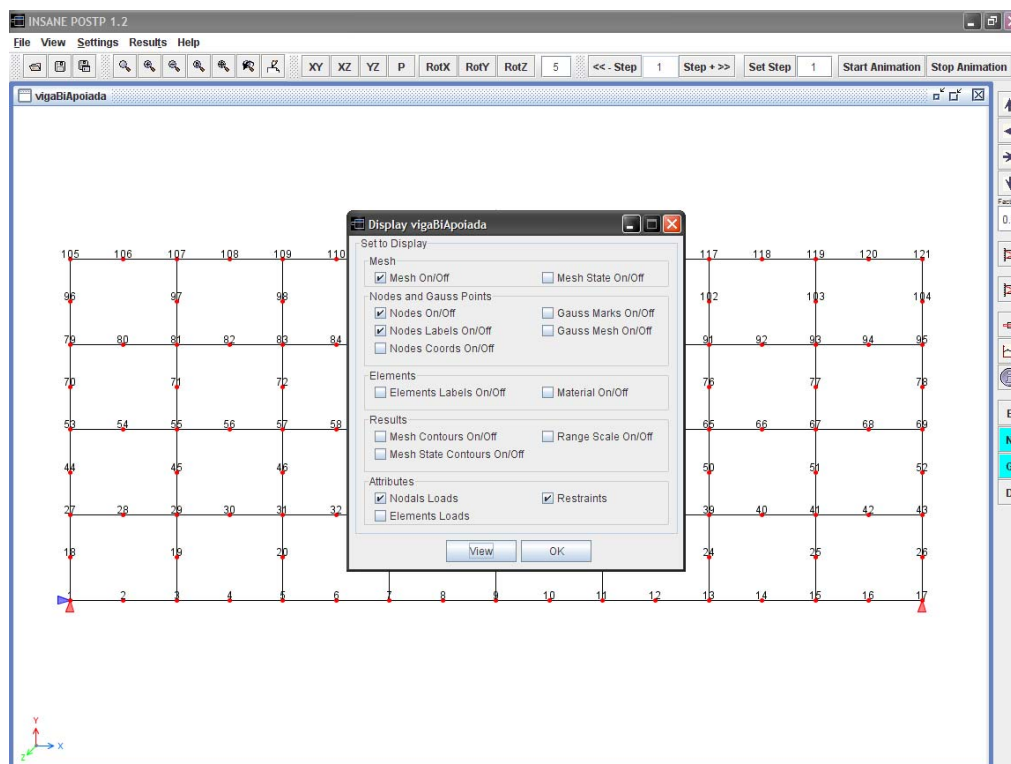 INSANE POSTP 1.2
File View Settings Results Help
XY XZ YZ P RotX RotY RotZ 5 << - Step 1 Step + >> Set Step 1 Start Animation Stop Animation
vigaBiApoiada
Display vigaBiApoiada
Set to Display
Mesh
Mesh On/Off Mesh State On/Off
Nodes and Gauss Points
Nodes On/Off Gauss Marks On/Off
Nodes Labels On/Off Gauss Mesh On/Off
Nodes Coords On/Off
Elements
Elements Labels On/Off Material On/Off
Results
Mesh Contours On/Off Range Scale On/Off
Mesh State Contours On/Off
Attributes
Nodals Loads Restraints
Elements Loads
View OK
105 106 107 108 109 110 117 118 119 120 121
96 97 98 102 103 104
79 80 81 82 83 84 91 92 93 94 95
70 71 72 76 77 78
53 54 55 56 57 58 65 66 67 68 69
44 45 46 50 51 52
27 28 29 30 31 32 39 40 41 42 43
18 19 20 24 25 26
1 2 3 4 5 6 7 8 9 10 11 12 13 14 15 16 17
Y
X
Z